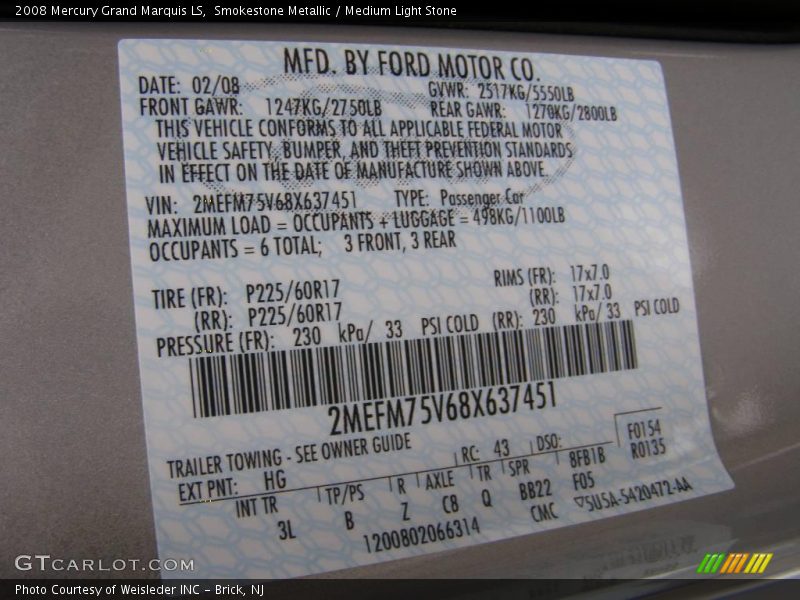 2008 Mercury Grand Marquis LS, Smokestone Metallic / Medium Light Stone
MFD. BY FORD MOTOR CO.
DATE: 02/08 GVWR: 2517KG/5550LB
FRONT GAWR: 1247KG/2750LB REAR GAWR: 1270KG/2800LB
THIS VEHICLE CONFORMS TO ALL APPLICABLE FEDERAL MOTOR
VEHICLE SAFETY, BUMPER, AND THEFT PREVENTION STANDARDS
IN EFFECT ON THE DATE OF MANUFACTURE SHOWN ABOVE.
VIN: 2MEFM75V68X637451 TYPE: Passenger Car
MAXIMUM LOAD = OCCUPANTS + LUGGAGE = 498KG/1100LB
OCCUPANTS = 6 TOTAL; 3 FRONT, 3 REAR
TIRE (FR): P225/60R17 RIMS (FR): 17x7.0
(RR): P225/60R17 (RR): 17x7.0
PRESSURE (FR): 230 kPa/ 33 PSI COLD (RR): 230 kPa/ 33 PSI COLD
2MEFM75V68X637451
TRAILER TOWING - SEE OWNER GUIDE
EXT PNT: HG RC: 43 DSO: F0154
INT TR TP/PS R AXLE TR SPR 8FB1B R0135
3L B Z C8 Q BB22 F05
1200802066314 CMC 5U5A-5420472-AA
GTCARLOT.COM
Photo Courtesy of Weisleder INC – Brick, NJ